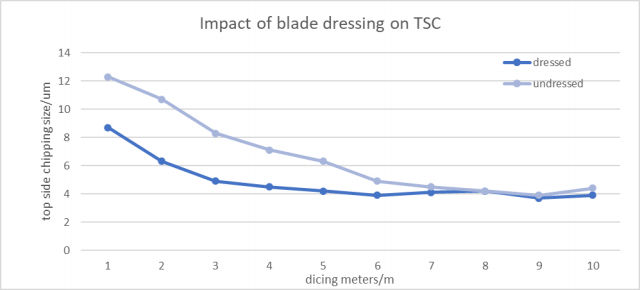 Impact of blade dressing on TSC
top side chipping size/um
14
12
10
8
6
4
2
0
dressed
undressed
1 2 3 4 5 6 7 8 9 10
dicing meters/m